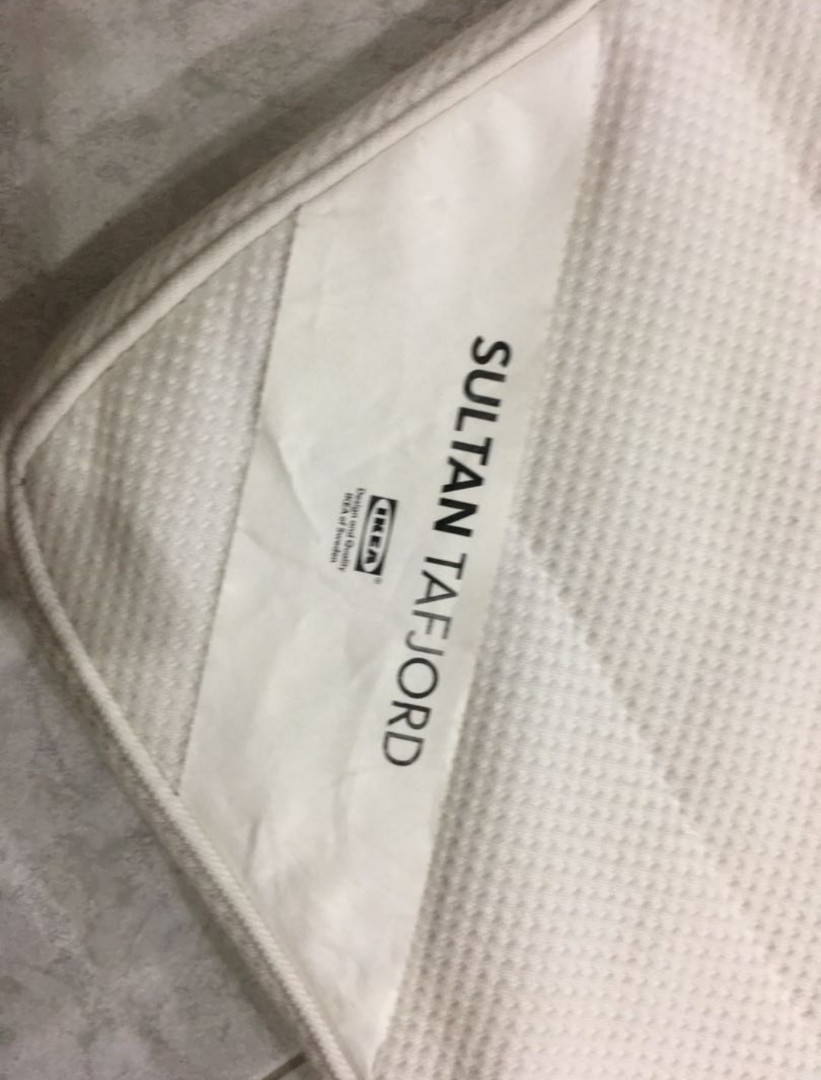 SULTAN TAFJORD
IKEA®
Design and Quality
IKEA of Sweden